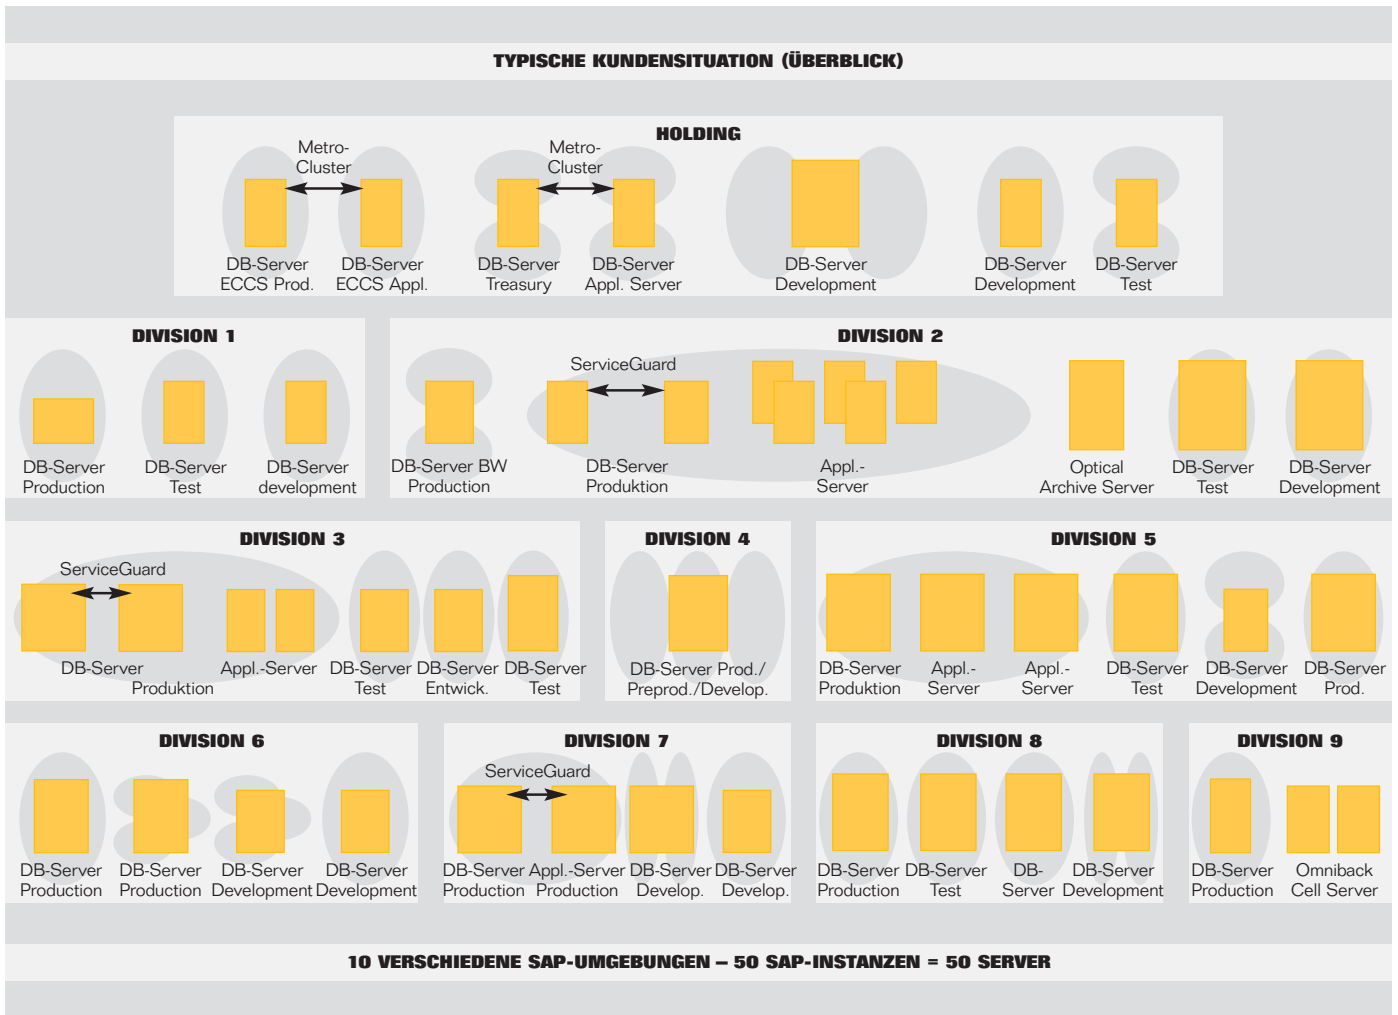 TYPISCHE KUNDENSITUATION (ÜBERBLICK)
HOLDING
Metro-
Cluster
Metro-
Cluster
DB-Server
ECCS Prod.
DB-Server
ECCS Appl.
DB-Server
Treasury
DB-Server
Appl. Server
DB-Server
Development
DB-Server
Development
DB-Server
Test
DIVISION 1
DB-Server
Production
DB-Server
Test
DB-Server
development
DIVISION 2
ServiceGuard
DB-Server BW
Production
DB-Server
Produktion
Appl.-
Server
Optical
Archive Server
DB-Server
Test
DB-Server
Development
DIVISION 3
ServiceGuard
DB-Server
Appl.-Server
Produktion
DB-Server
Test
DB-Server
Entwick.
DB-Server
Test
DIVISION 4
DB-Server Prod./
Preprod./Develop.
DIVISION 5
DB-Server
Produktion
Appl.-
Server
Appl.-
Server
DB-Server
Test
DB-Server
Development
DB-Server
Prod.
DIVISION 6
DB-Server
Production
DB-Server
Production
DB-Server
Development
DB-Server
Development
DIVISION 7
ServiceGuard
DB-Server
Production
Appl.-Server
Production
DB-Server
Develop.
DB-Server
Develop.
DIVISION 8
DB-Server
Production
DB-Server
Test
DB-
Server
DB-Server
Development
DIVISION 9
DB-Server
Production
Omniback
Cell Server
10 VERSCHIEDENE SAP-UMGEBUNGEN – 50 SAP-INSTANZEN = 50 SERVER